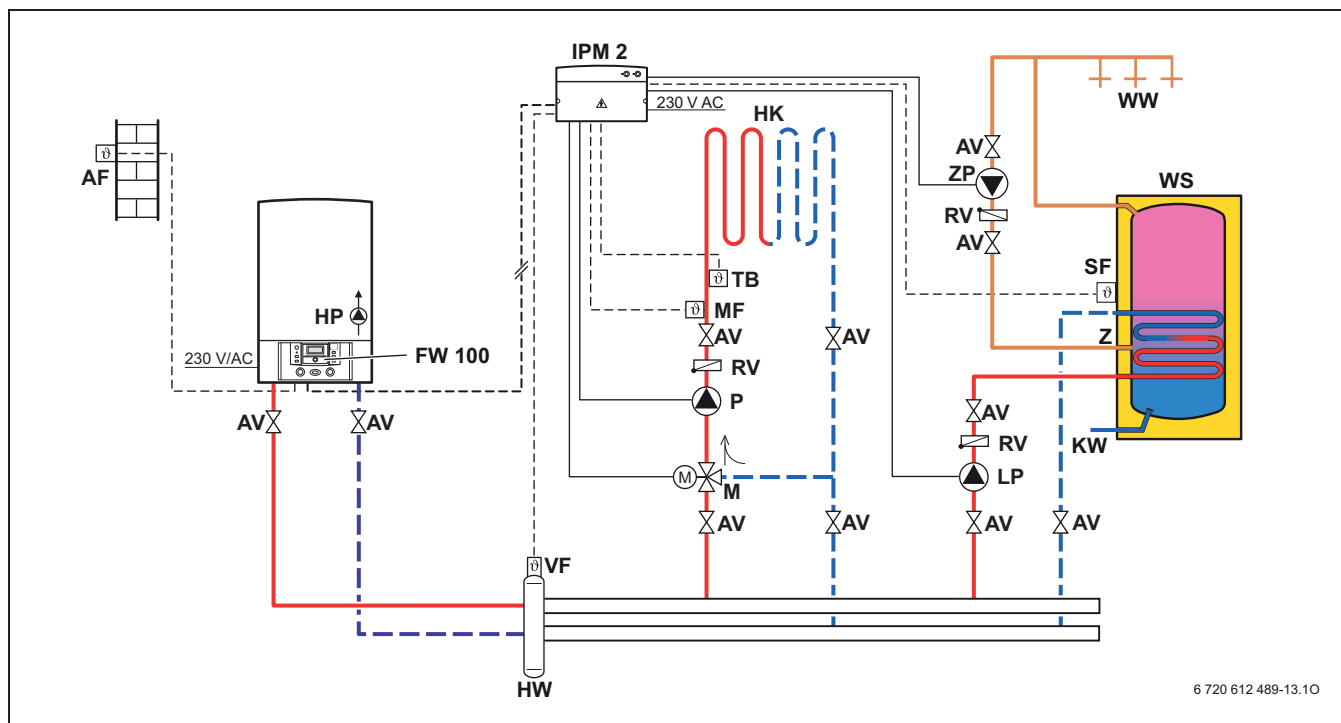 IPM 2
230 V AC
HK
WW
AF
AV
ZP
RV
AV
WS
SF
TB
HP
MF
FW 100
230 V/AC
AV
AV
Z
RV
P
AV
AV
AV
RV
KW
M
M
LP
AV
AV
AV
AV
VF
HW
6 720 612 489-13.1O